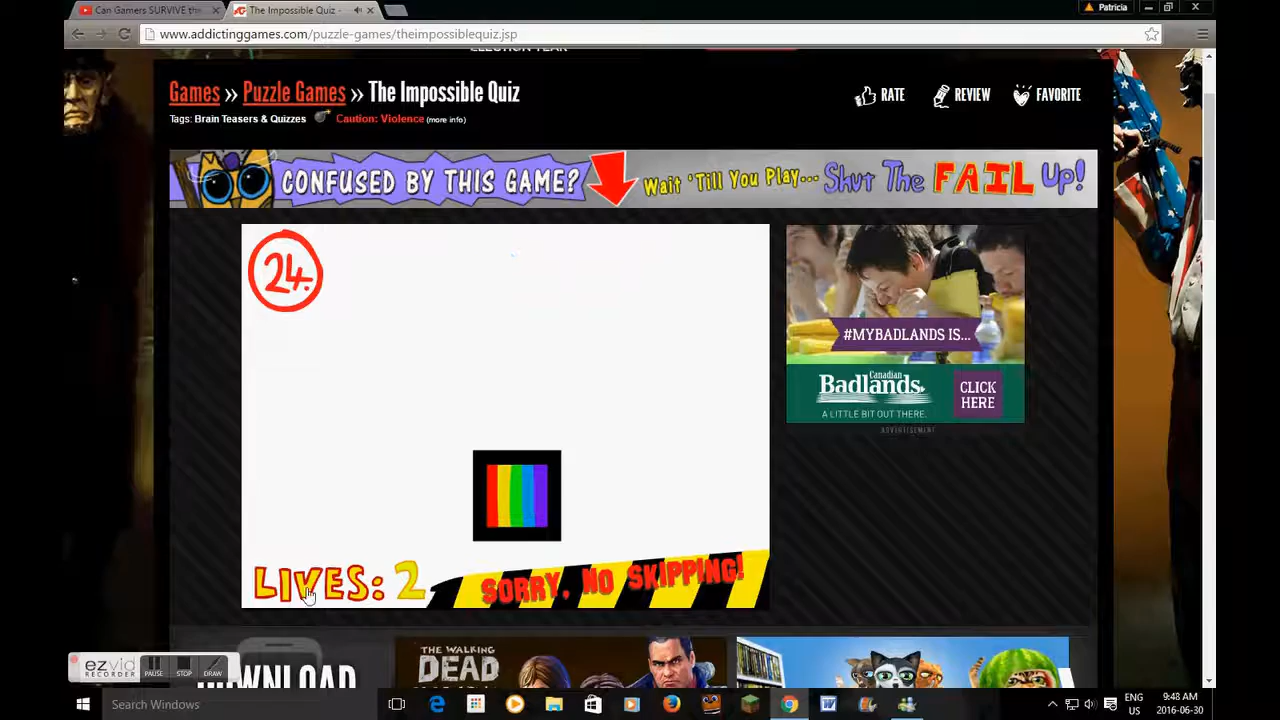 Can Gamers SURVIVE the
The Impossible Quiz -
Patricia
www.addictinggames.com/puzzle-games/theimpossiblequiz.jsp
ELECTION YEAR
Games » Puzzle Games » The Impossible Quiz
RATE
REVIEW
FAVORITE
Tags: Brain Teasers & Quizzes
Caution: Violence (more info)
CONFUSED BY THIS GAME?
Wait 'Till You Play... Shut The FAIL Up!
24.
#MYBADLANDS IS...
Canadian
Badlands
A LITTLE BIT OUT THERE.
CLICK
HERE
ADVERTISEMENT
LIVES: 2
SORRY, NO SKIPPING!
ezvid
RECORDER
PAUSE
STOP
DRAW
DOWNLOAD
THE WALKING
DEAD
Search Windows
ENG
US
9:48 AM
2016-06-30